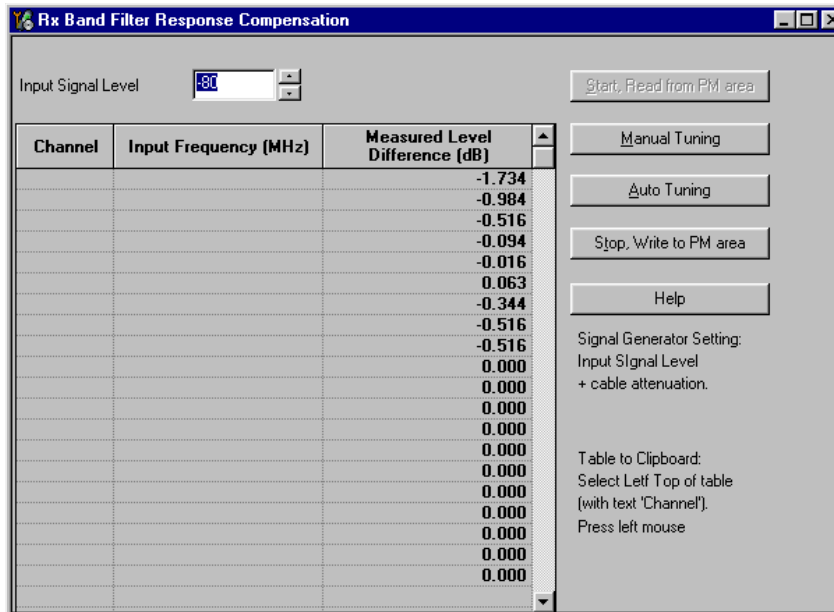 Rx Band Filter Response Compensation
Input Signal Level -80
Start, Read from PM area
Channel Input Frequency (MHz) Measured Level
Difference (dB)
Manual Tuning
-1.734
-0.984
Auto Tuning
-0.516
-0.094
Stop, Write to PM area
-0.016
0.063
Help
-0.344
-0.516
Signal Generator Setting:
-0.516
Input SIgnal Level
0.000
+ cable attenuation.
0.000
0.000
0.000
0.000
Table to Clipboard:
0.000
Select Letf Top of table
0.000
(with text 'Channel').
0.000
Press left mouse
0.000
0.000
0.000